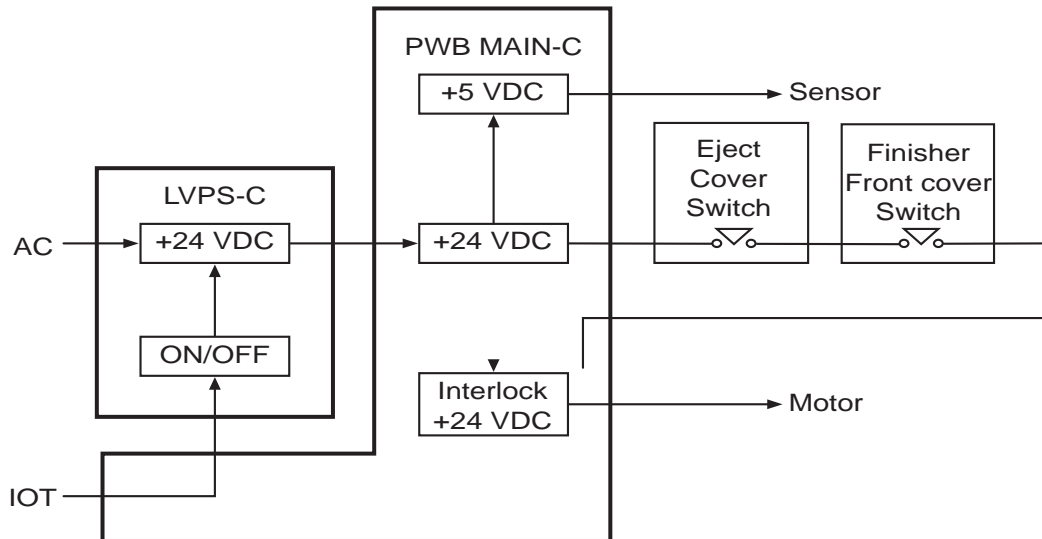 PWB MAIN-C
+5 VDC
Sensor
Eject
Cover
Switch
Finisher
Front cover
Switch
LVPS-C
AC
+24 VDC
+24 VDC
ON/OFF
Interlock
+24 VDC
Motor
IOT